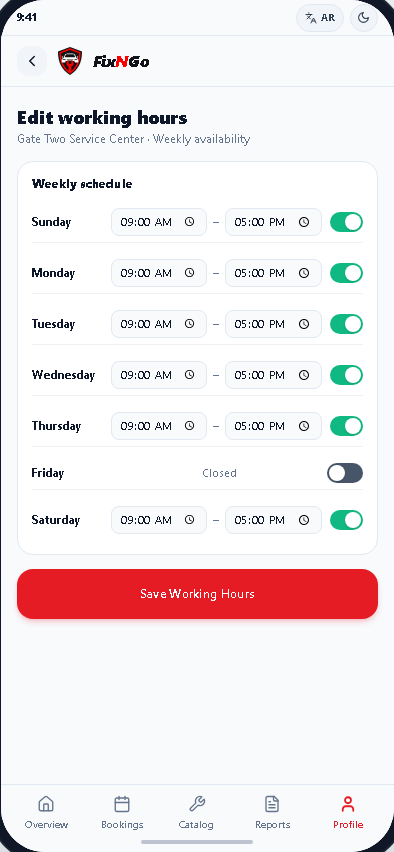 9:41
AR
FixNGo
Edit working hours
Gate Two Service Center · Weekly availability
Weekly schedule
Sunday 09:00 AM – 05:00 PM
Monday 09:00 AM – 05:00 PM
Tuesday 09:00 AM – 05:00 PM
Wednesday 09:00 AM – 05:00 PM
Thursday 09:00 AM – 05:00 PM
Friday Closed
Saturday 09:00 AM – 05:00 PM
Save Working Hours
Overview Bookings Catalog Reports Profile